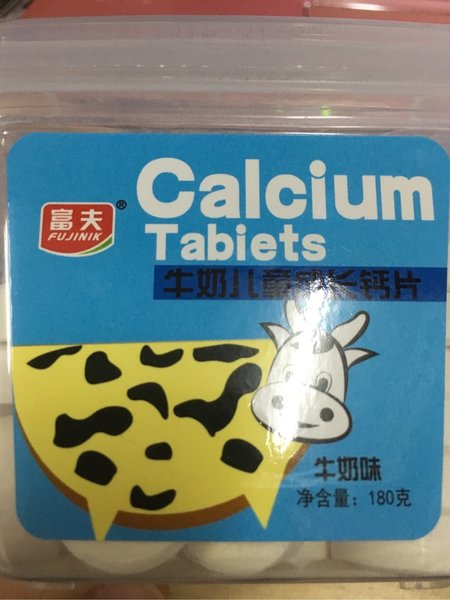 富夫®
FUJINIK
Calcium
Tabiets
牛奶儿童成长钙片
牛奶味
净含量：180克